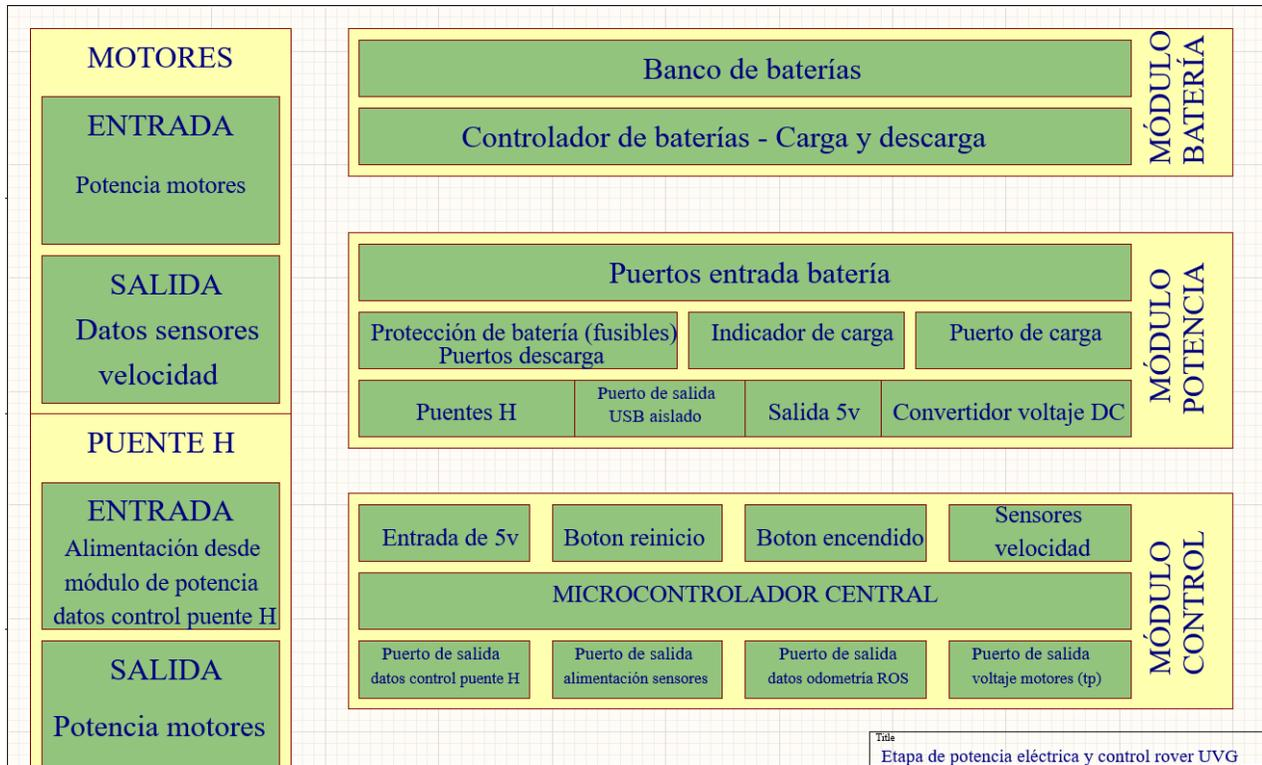 MOTORES
ENTRADA
Potencia motores
SALIDA
Datos sensores
velocidad
PUENTE H
ENTRADA
Alimentación desde
módulo de potencia
datos control puente H
SALIDA
Potencia motores
Banco de baterías
Controlador de baterías - Carga y descarga
MÓDULO
BATERÍA
Puertos entrada batería
Protección de batería (fusibles)
Puertos descarga
Indicador de carga
Puerto de carga
Puentes H
Puerto de salida
USB aislado
Salida 5v
Convertidor voltaje DC
MÓDULO
POTENCIA
Entrada de 5v
Boton reinicio
Boton encendido
Sensores
velocidad
MICROCONTROLADOR CENTRAL
Puerto de salida
datos control puente H
Puerto de salida
alimentación sensores
Puerto de salida
datos odometría ROS
Puerto de salida
voltaje motores (tp)
MÓDULO
CONTROL
Title
Etapa de potencia eléctrica y control rover UVG